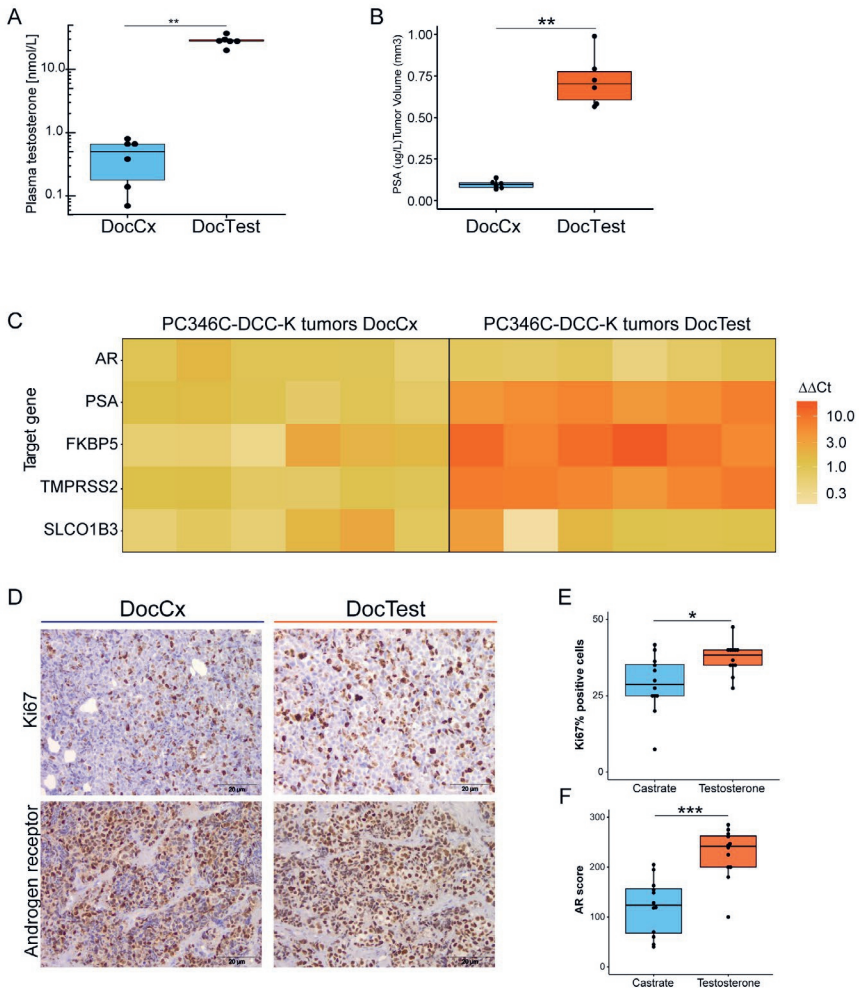 A
Plasma testosterone [nmol/L]
10.0
1.0
0.1
**
DocCx DocTest
B
PSA (ug/L)Tumor Volume (mm3)
1.00
0.75
0.50
0.25
0.00
**
DocCx DocTest
C
PC346C-DCC-K tumors DocCx PC346C-DCC-K tumors DocTest
Target gene
AR
PSA
FKBP5
TMPRSS2
SLCO1B3
ΔΔCt
10.0
3.0
1.0
0.3
D
DocCx DocTest
Ki67
20 µm 20 µm
Androgen receptor
20 µm 20 µm
E
Ki67% positive cells
50
25
0
*
Castrate Testosterone
F
AR score
300
200
100
0
***
Castrate Testosterone